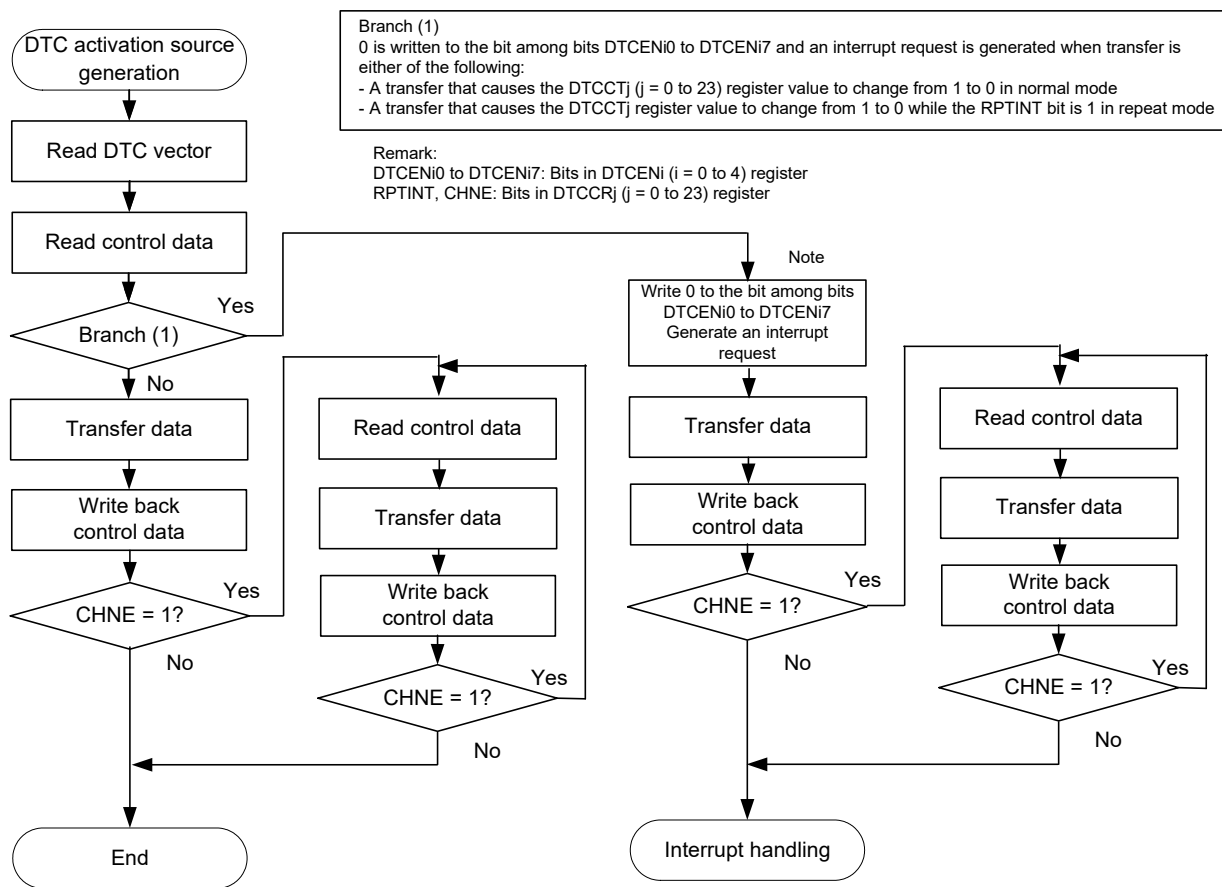 DTC activation source
generation
Branch (1)
0 is written to the bit among bits DTCENi0 to DTCENi7 and an interrupt request is generated when transfer is
either of the following:
- A transfer that causes the DTCCTj (j = 0 to 23) register value to change from 1 to 0 in normal mode
- A transfer that causes the DTCCTj register value to change from 1 to 0 while the RPTINT bit is 1 in repeat mode
Remark:
DTCENi0 to DTCENi7: Bits in DTCENi (i = 0 to 4) register
RPTINT, CHNE: Bits in DTCCRj (j = 0 to 23) register
Read DTC vector
Read control data
Branch (1)
Yes
No
Transfer data
Write back
control data
CHNE = 1?
Yes
No
Read control data
Transfer data
Write back
control data
CHNE = 1?
Yes
No
End
Note
Write 0 to the bit among bits
DTCENi0 to DTCENi7
Generate an interrupt
request
Transfer data
Write back
control data
CHNE = 1?
Yes
No
Read control data
Transfer data
Write back
control data
CHNE = 1?
Yes
No
Interrupt handling